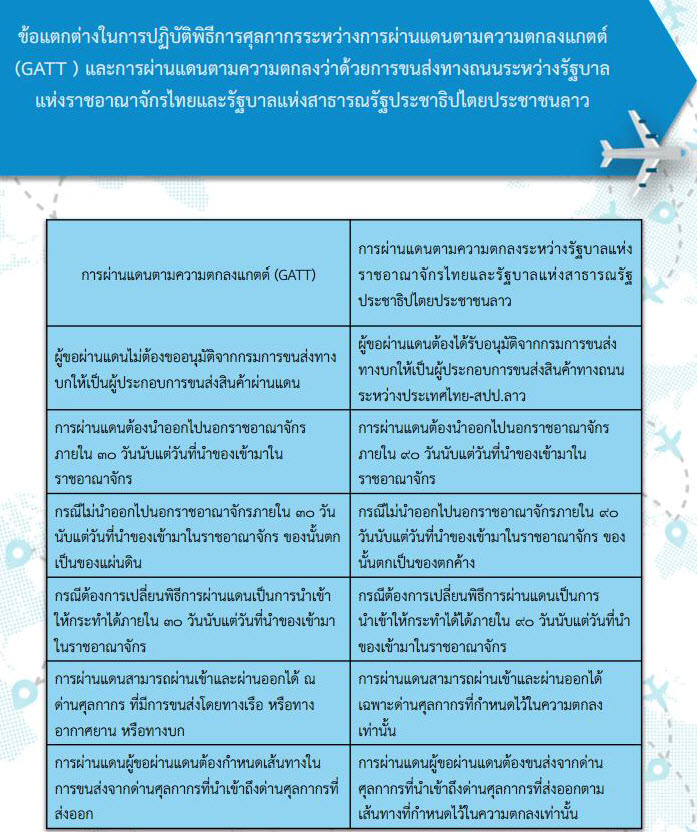 ข้อแตกต่างในการปฏิบัติพิธีการศุลกากรระหว่างการผ่านแดนตามความตกลงแกตต์
(GATT ) และการผ่านแดนตามความตกลงว่าด้วยการขนส่งทางถนนระหว่างรัฐบาล
แห่งราชอาณาจักรไทยและรัฐบาลแห่งสาธารณรัฐประชาธิปไตยประชาชนลาว
การผ่านแดนตามความตกลงแกตต์ (GATT)
การผ่านแดนตามความตกลงระหว่างรัฐบาลแห่ง
ราชอาณาจักรไทยและรัฐบาลแห่งสาธารณรัฐ
ประชาธิปไตยประชาชนลาว
ผู้ขอผ่านแดนไม่ต้องขออนุมัติจากกรมการขนส่งทาง
บกให้เป็นผู้ประกอบการขนส่งสินค้าผ่านแดน
ผู้ขอผ่านแดนต้องได้รับอนุมัติจากกรมการขนส่ง
ทางบกให้เป็นผู้ประกอบการขนส่งสินค้าทางถนน
ระหว่างประเทศไทย-สปป.ลาว
การผ่านแดนต้องนำออกไปนอกราชอาณาจักร
ภายใน ๓๐ วันนับแต่วันที่นำของเข้ามาใน
ราชอาณาจักร
การผ่านแดนต้องนำออกไปนอกราชอาณาจักร
ภายใน ๙๐ วันนับแต่วันที่นำของเข้ามาใน
ราชอาณาจักร
กรณีไม่นำออกไปนอกราชอาณาจักรภายใน ๓๐ วัน
นับแต่วันที่นำของเข้ามาในราชอาณาจักร ของนั้นตก
เป็นของแผ่นดิน
กรณีไม่นำออกไปนอกราชอาณาจักรภายใน ๙๐
วันนับแต่วันที่นำของเข้ามาในราชอาณาจักร ของ
นั้นตกเป็นของตกค้าง
กรณีต้องการเปลี่ยนพิธีการผ่านแดนเป็นการนำเข้า
ให้กระทำได้ภายใน ๓๐ วันนับแต่วันที่นำของเข้ามา
ในราชอาณาจักร
กรณีต้องการเปลี่ยนพิธีการผ่านแดนเป็นการ
นำเข้าให้กระทำได้ได้ภายใน ๙๐ วันนับแต่วันที่นำ
ของเข้ามาในราชอาณาจักร
การผ่านแดนสามารถผ่านเข้าและผ่านออกได้ ณ
ด่านศุลกากร ที่มีการขนส่งโดยทางเรือ หรือทาง
อากาศยาน หรือทางบก
การผ่านแดนสามารถผ่านเข้าและผ่านออกได้
เฉพาะด่านศุลกากรที่กำหนดไว้ในความตกลง
เท่านั้น
การผ่านแดนผู้ขอผ่านแดนต้องกำหนดเส้นทางใน
การขนส่งจากด่านศุลกากรที่นำเข้าถึงด่านศุลกากรที่
ส่งออก
การผ่านแดนผู้ขอผ่านแดนต้องขนส่งจากด่าน
ศุลกากรที่นำเข้าถึงด่านศุลกากรที่ส่งออกตาม
เส้นทางที่กำหนดไว้ในความตกลงเท่านั้น